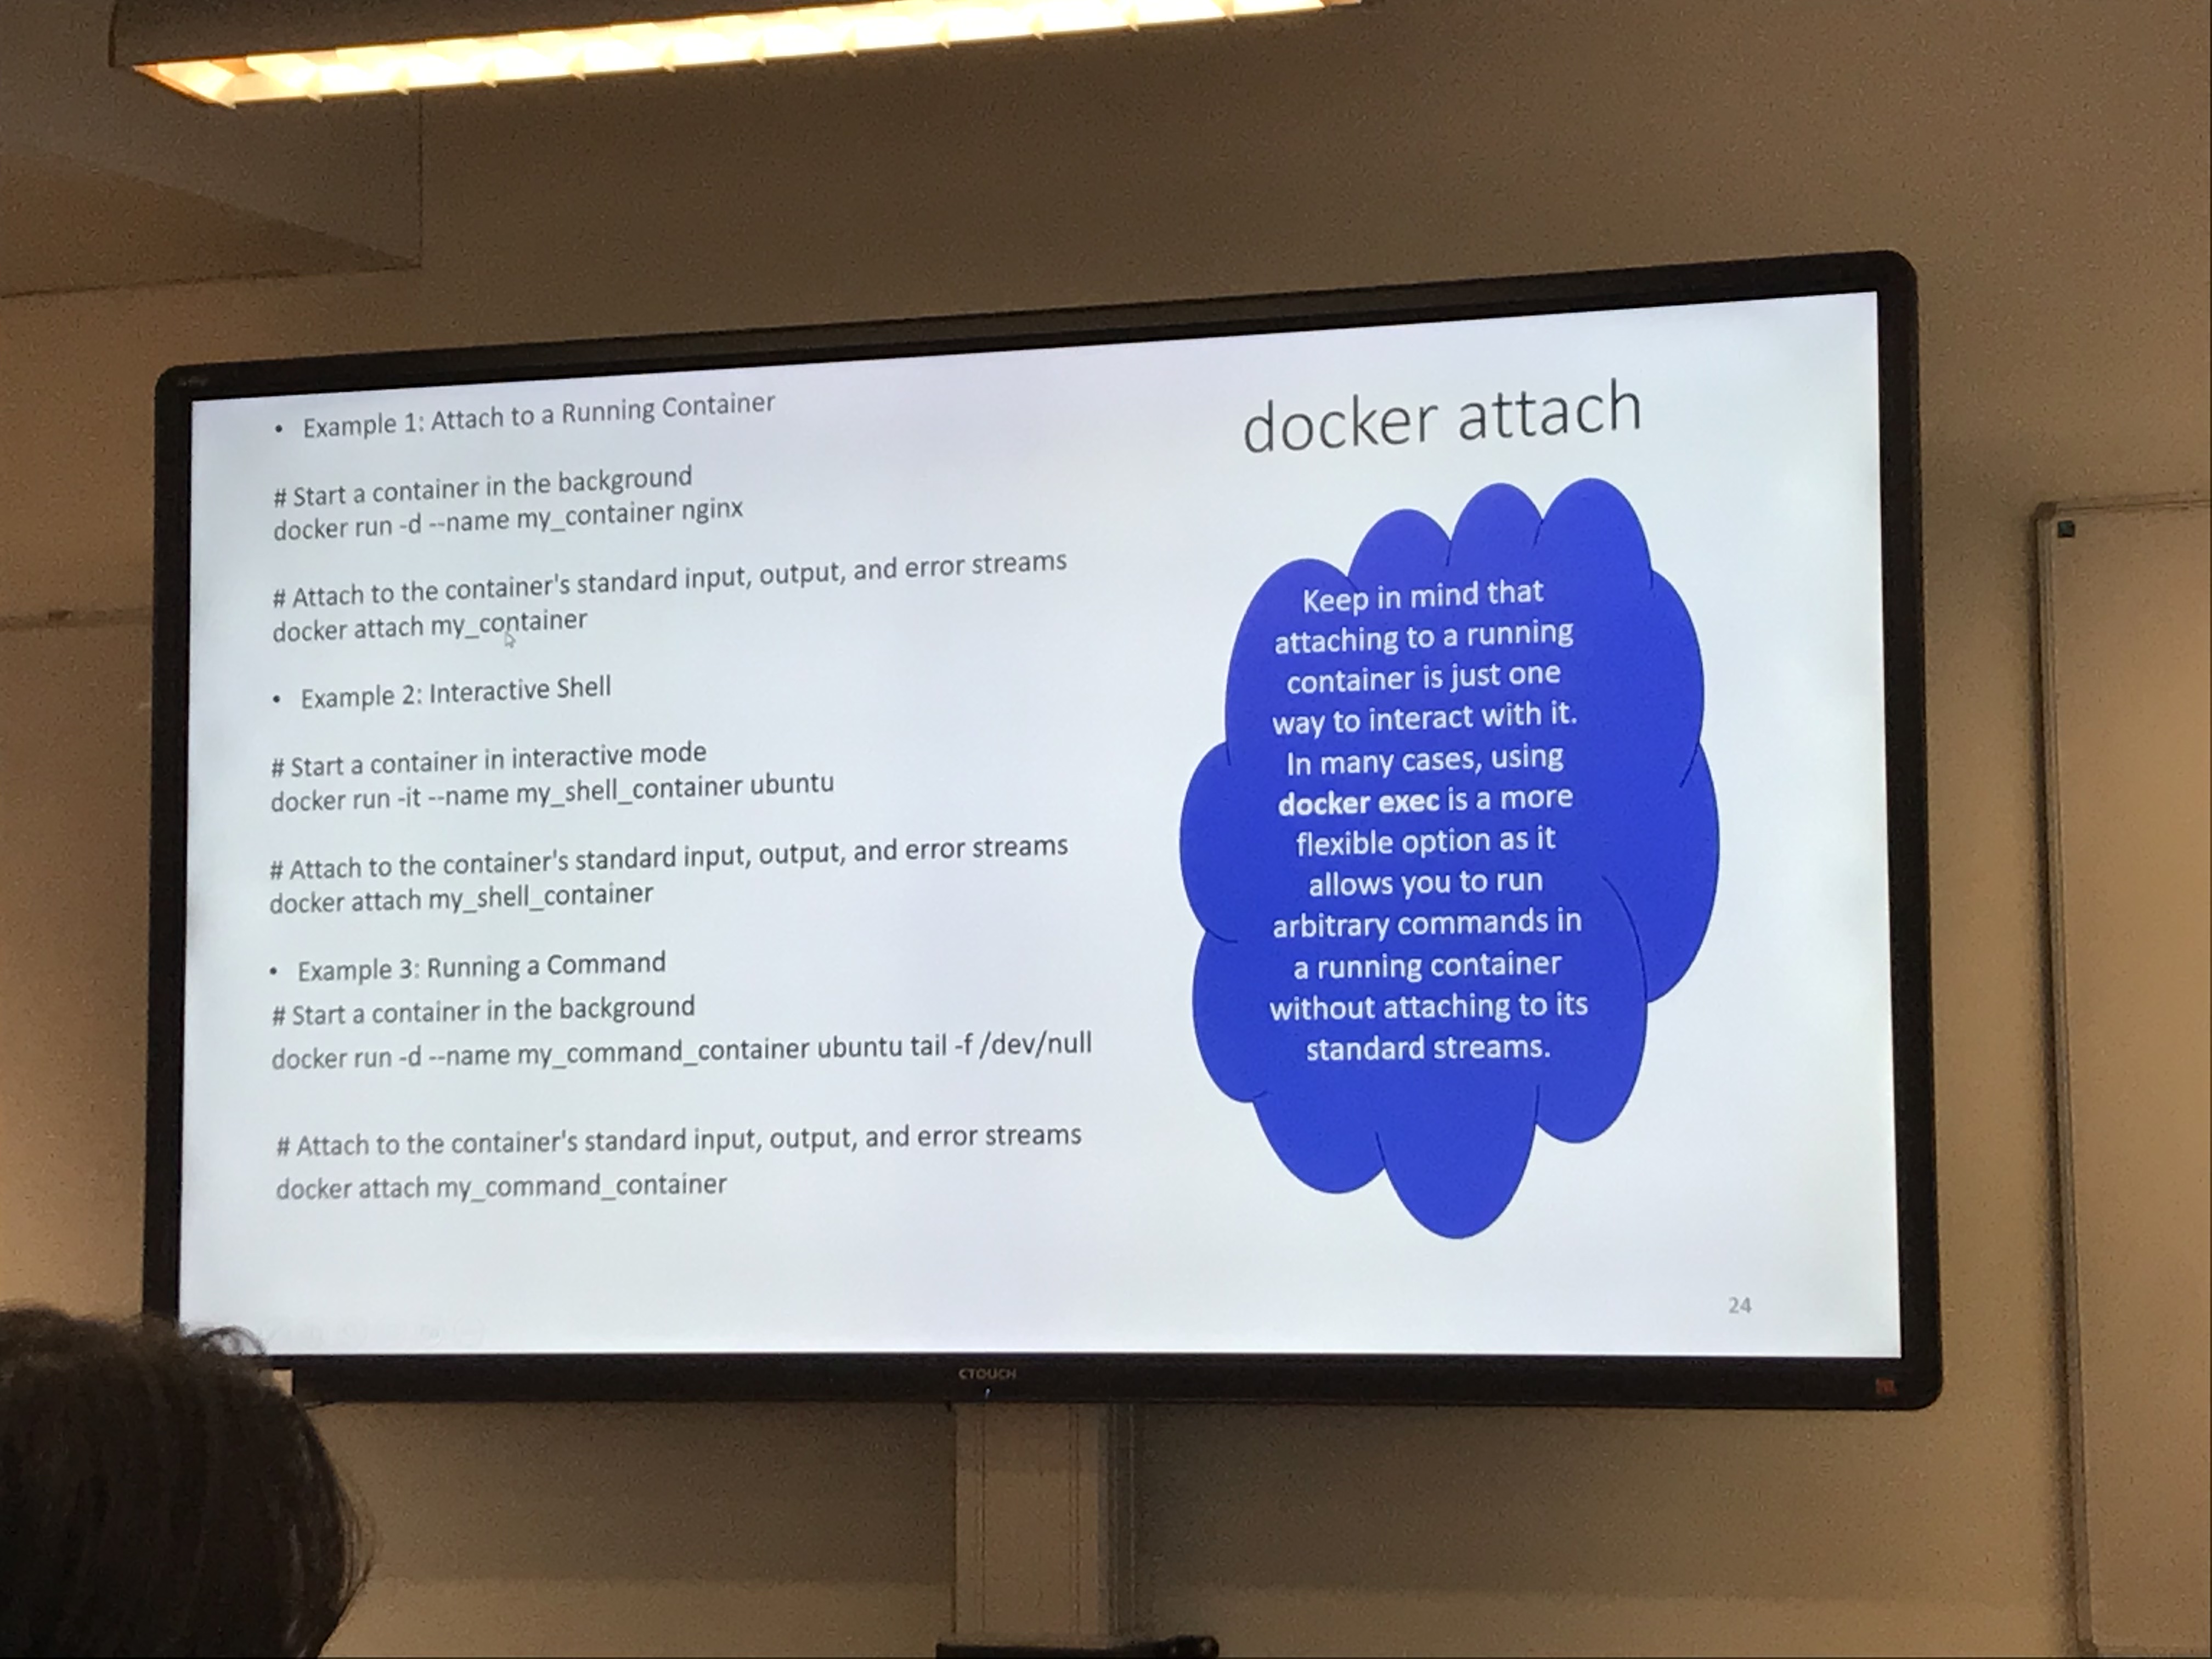 • Example 1: Attach to a Running Container
# Start a container in the background
docker run -d --name my_container nginx
# Attach to the container's standard input, output, and error streams
docker attach my_container
• Example 2: Interactive Shell
# Start a container in interactive mode
docker run -it --name my_shell_container ubuntu
# Attach to the container's standard input, output, and error streams
docker attach my_shell_container
• Example 3: Running a Command
# Start a container in the background
docker run -d --name my_command_container ubuntu tail -f /dev/null
# Attach to the container's standard input, output, and error streams
docker attach my_command_container
docker attach
Keep in mind that
attaching to a running
container is just one
way to interact with it.
In many cases, using
docker exec is a more
flexible option as it
allows you to run
arbitrary commands in
a running container
without attaching to its
standard streams.
24
CTOUCH